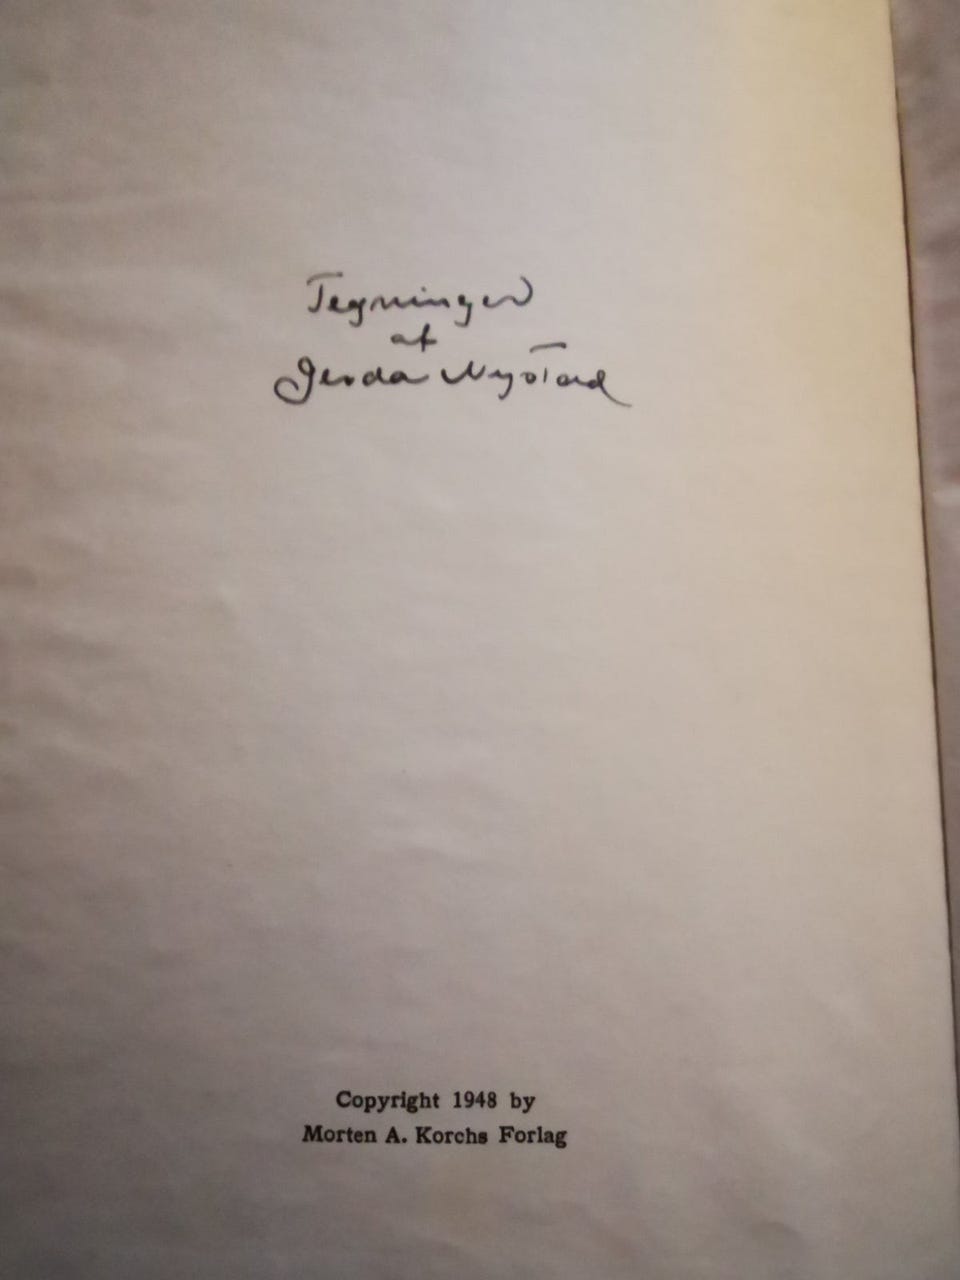 Tegninger
af
Gerda Nystad
Copyright 1948 by
Morten A. Korchs Forlag